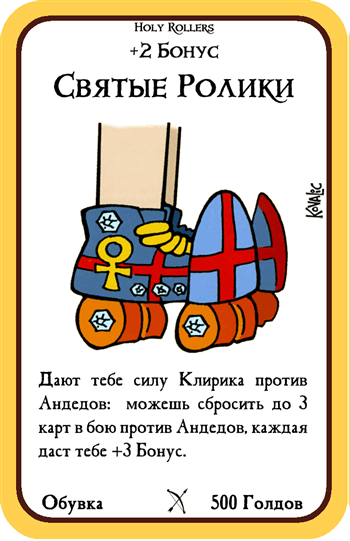 Holy Rollers
+2 Бонус
Святые Ролики
Kovalic
Дают тебе силу Клирика против
Андедов: можешь сбросить до 3
карт в бою против Андедов, каждая
даст тебе +3 Бонус.
Обувка 500 Голдов